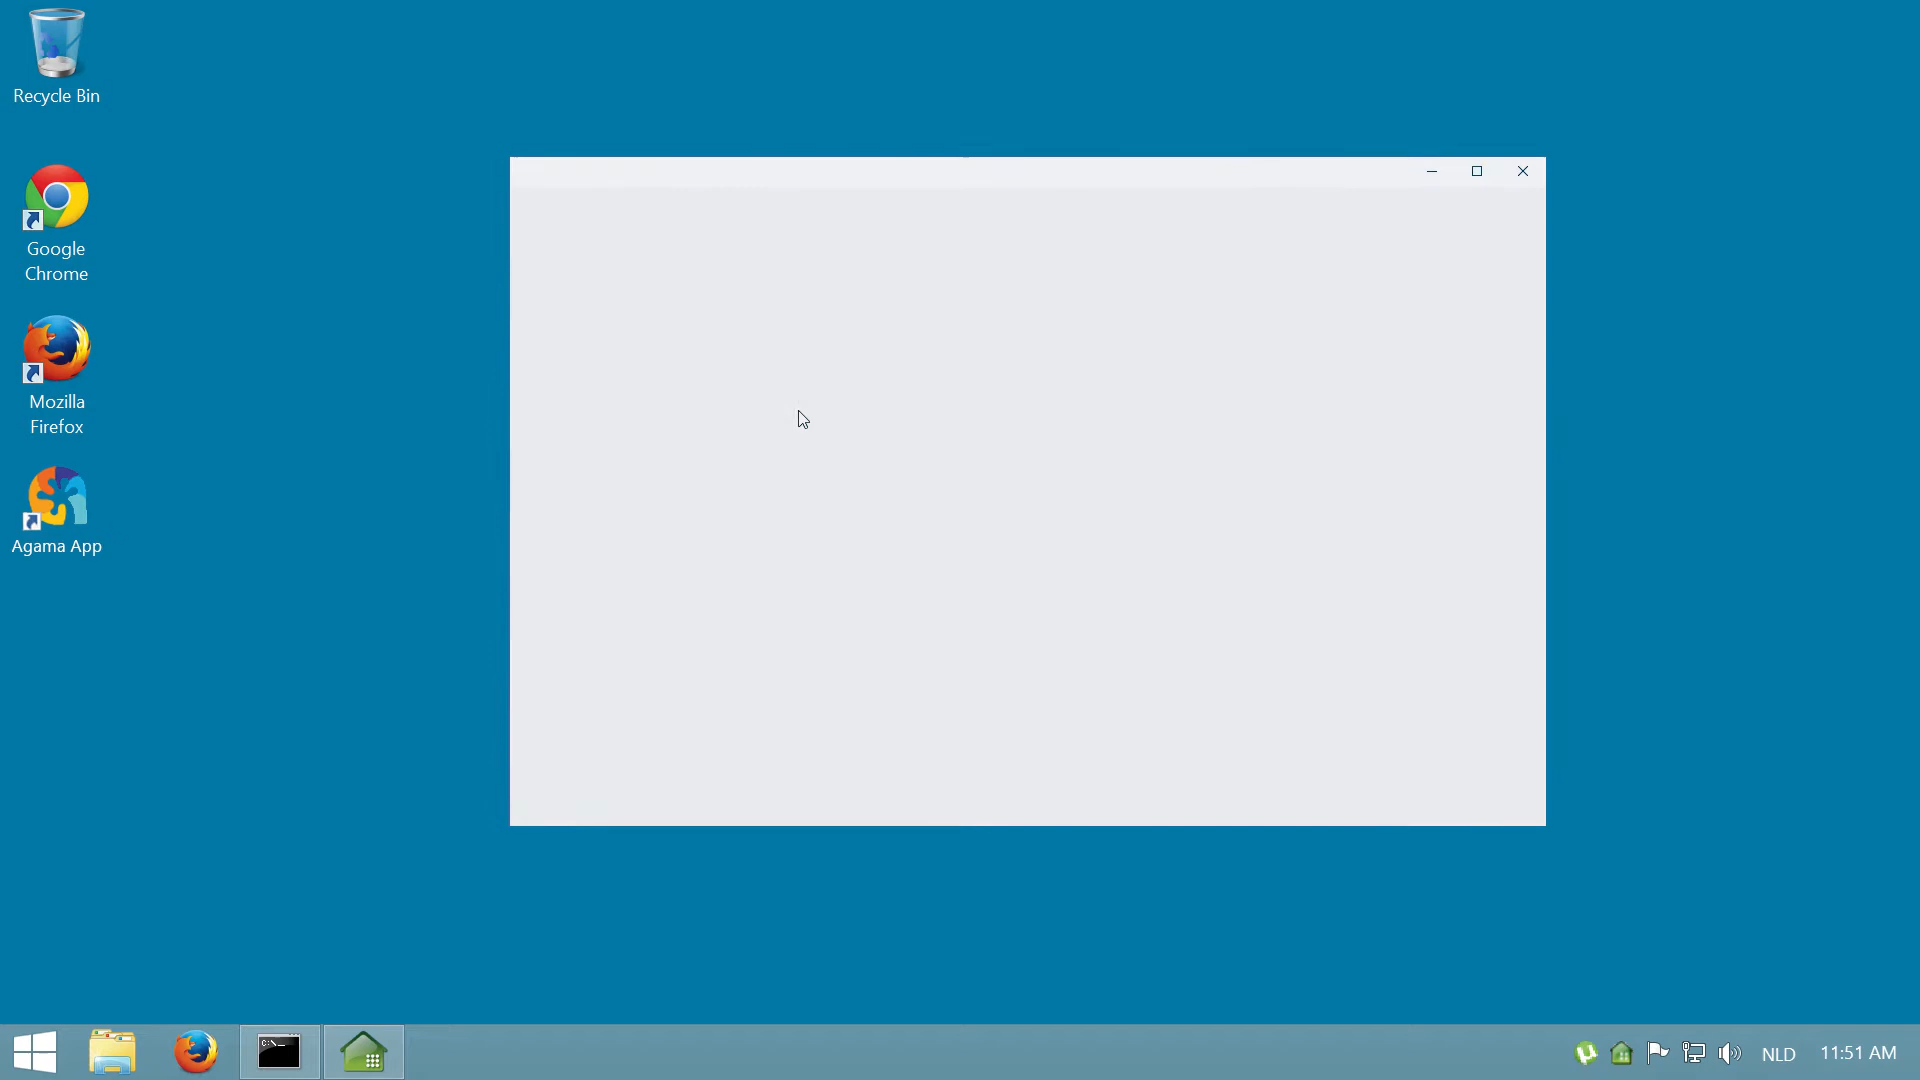 Recycle Bin
Google
Chrome
Mozilla
Firefox
Agama App
C:\>_
NLD
11:51 AM